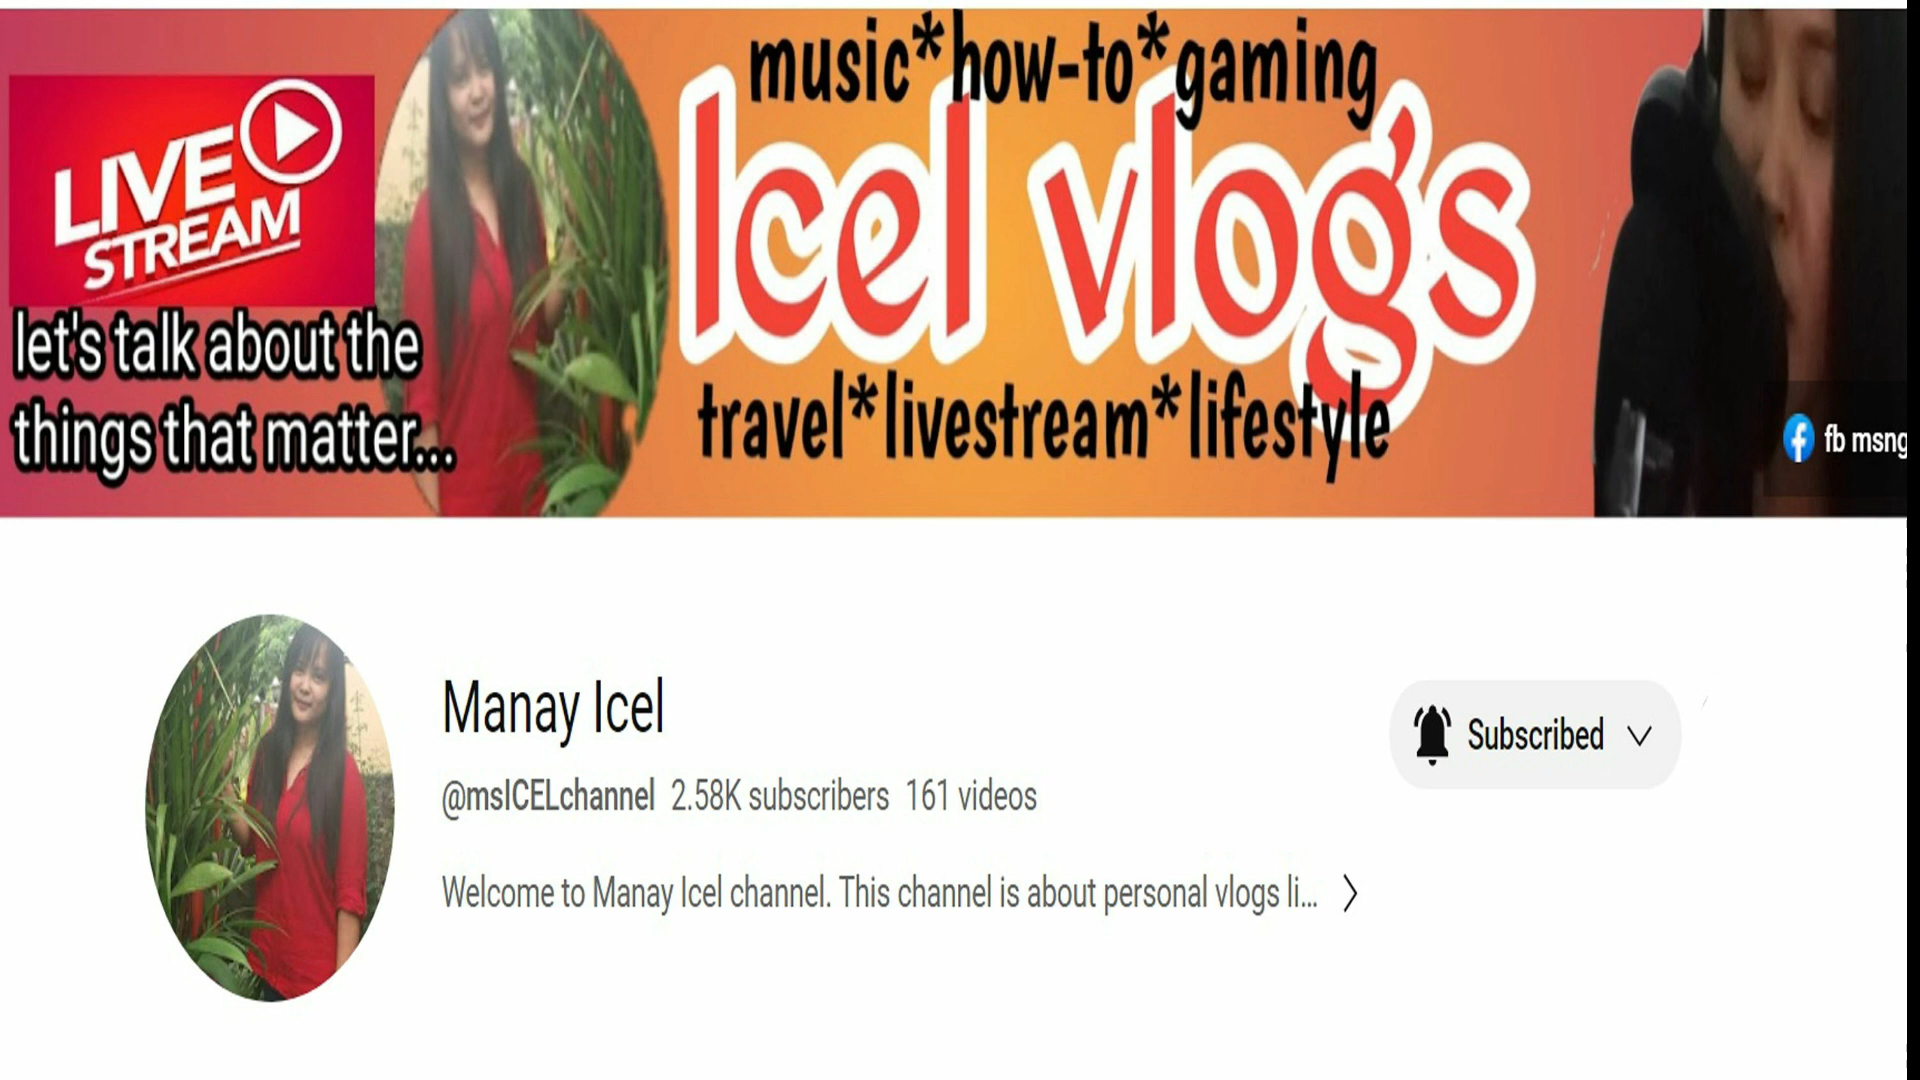 music*how-to*gaming
LIVE
STREAM
Icel vlogs
let's talk about the
things that matter...
travel*livestream*lifestyle
fb msng
Manay Icel
@msICELchannel 2.58K subscribers 161 videos
Subscribed
Welcome to Manay Icel channel. This channel is about personal vlogs li...